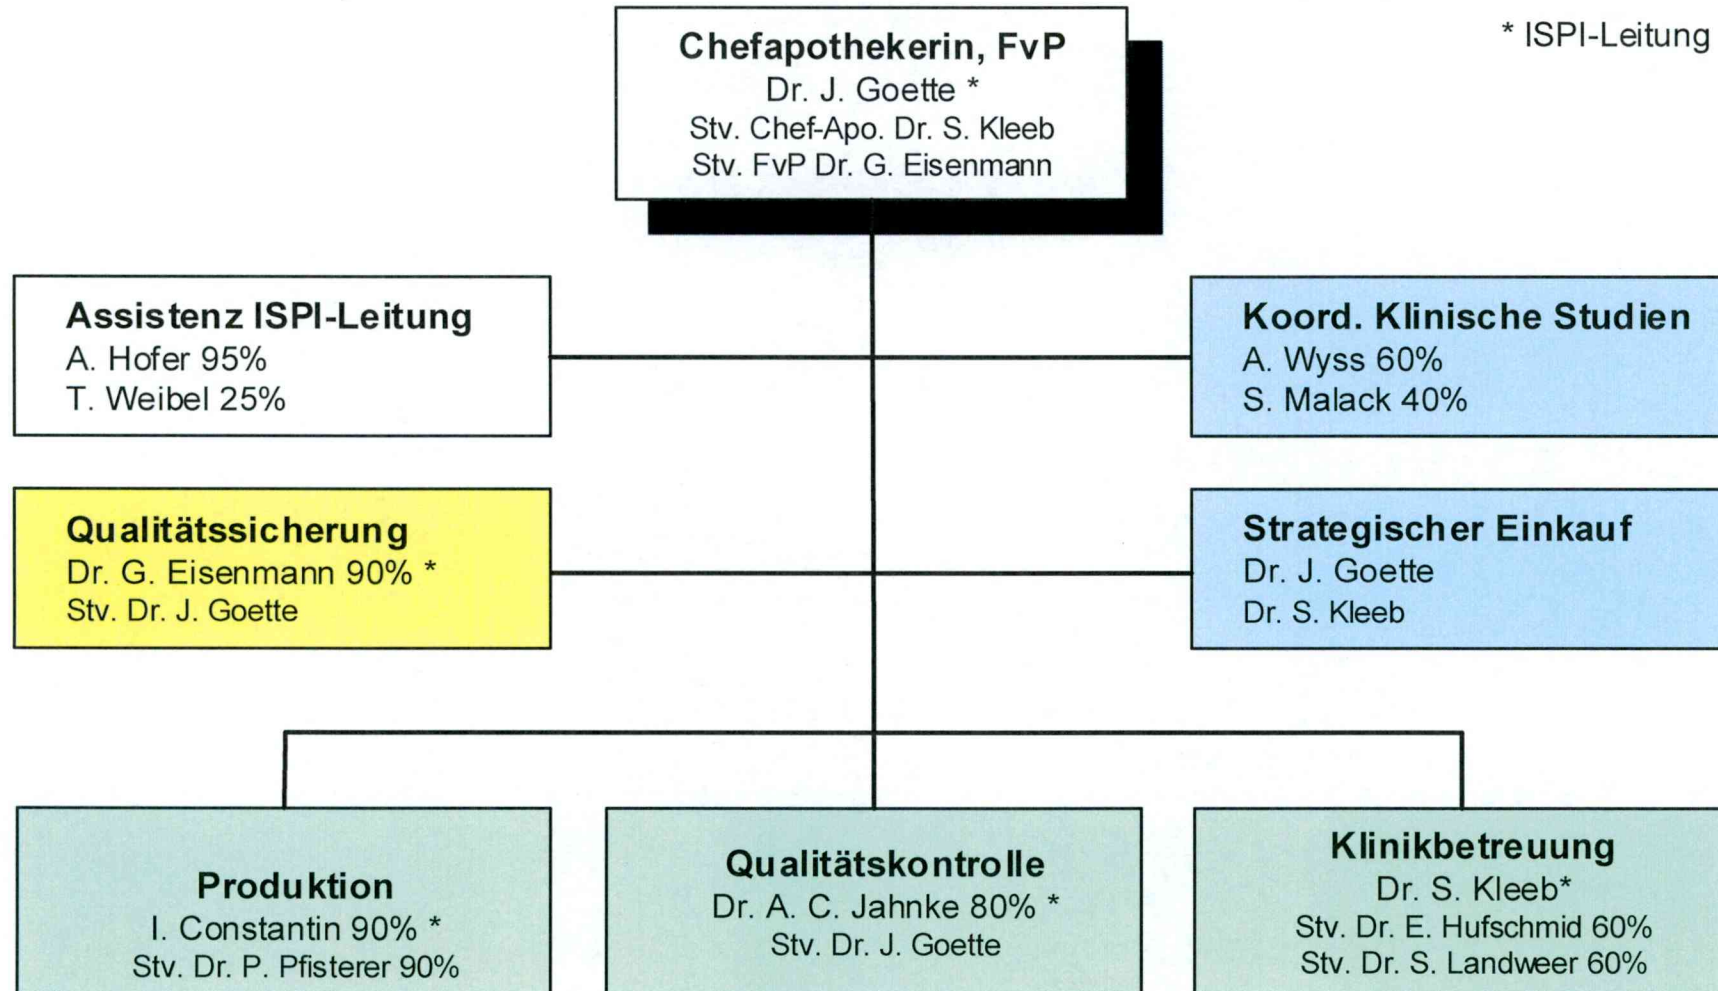 Chefapothekerin, FvP
Dr. J. Goette *
Stv. Chef-Apo. Dr. S. Kleeb
Stv. FvP Dr. G. Eisenmann
* ISPI-Leitung
Assistenz ISPI-Leitung
A. Hofer 95%
T. Weibel 25%
Koord. Klinische Studien
A. Wyss 60%
S. Malack 40%
Qualitätssicherung
Dr. G. Eisenmann 90% *
Stv. Dr. J. Goette
Strategischer Einkauf
Dr. J. Goette
Dr. S. Kleeb
Produktion
I. Constantin 90% *
Stv. Dr. P. Pfisterer 90%
Qualitätskontrolle
Dr. A. C. Jahnke 80% *
Stv. Dr. J. Goette
Klinikbetreuung
Dr. S. Kleeb*
Stv. Dr. E. Hufschmid 60%
Stv. Dr. S. Landweer 60%